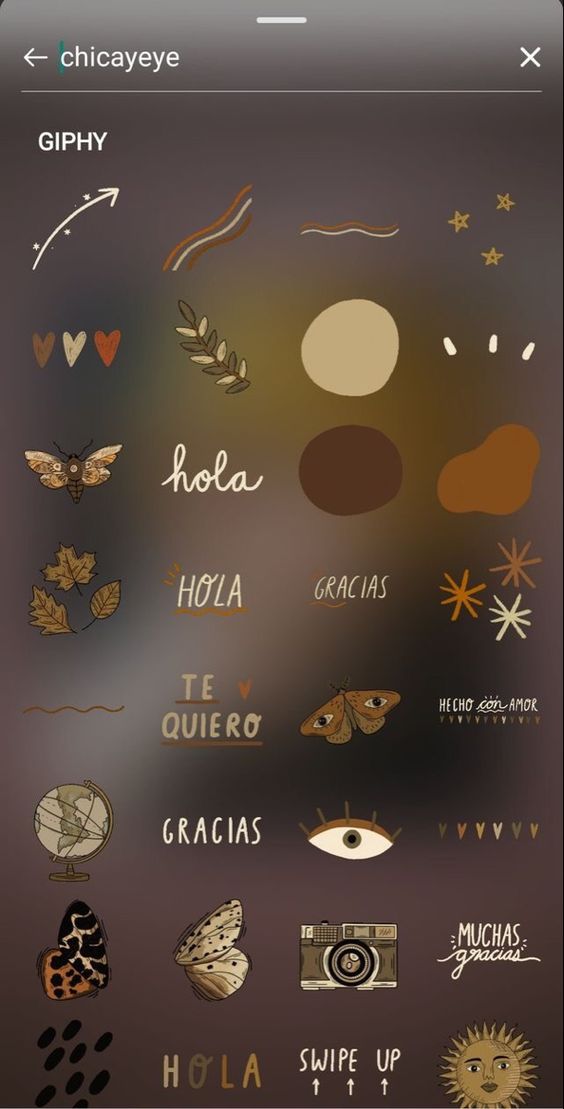 chicayeye
GIPHY
hola
HOLA
GRACIAS
TE
QUIERO
HECHO con AMOR
GRACIAS
MUCHAS
gracias
HOLA
SWIPE UP